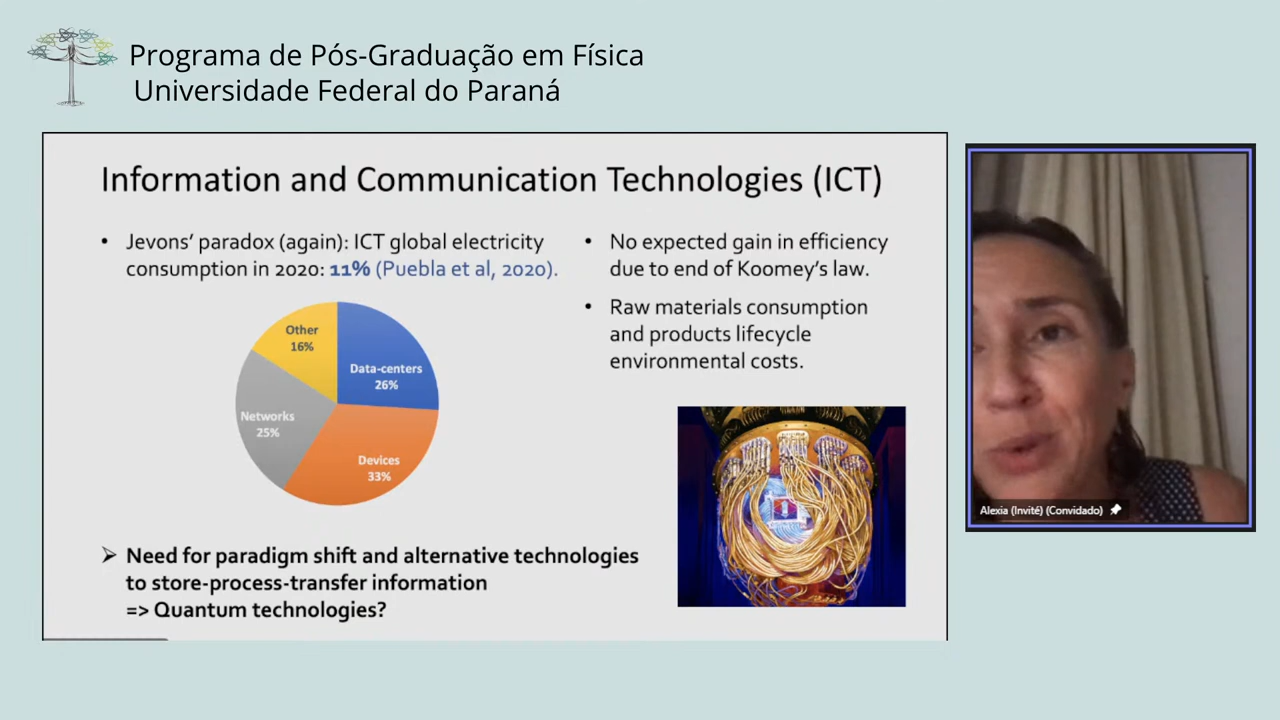 Programa de Pós-Graduação em Física
Universidade Federal do Paraná
Information and Communication Technologies (ICT)
• Jevons’ paradox (again): ICT global electricity
consumption in 2020: 11% (Puebla et al, 2020).
Other
16%
Data-centers
26%
Networks
25%
Devices
33%
• No expected gain in efficiency
due to end of Koomey’s law.
• Raw materials consumption
and products lifecycle
environmental costs.
➢ Need for paradigm shift and alternative technologies
to store-process-transfer information
=> Quantum technologies?
Alexia (Invité) (Convidado)